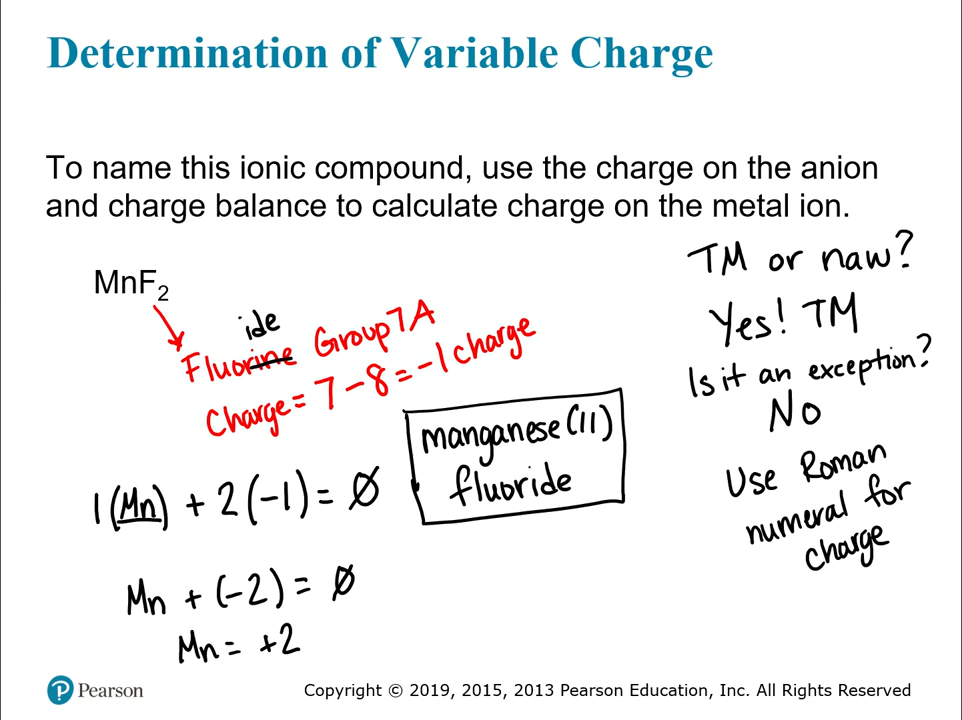 Determination of Variable Charge
To name this ionic compound, use the charge on the anion
and charge balance to calculate charge on the metal ion.
MnF₂
ide
Fluorine Group 7A
Charge = 7 - 8 = -1 charge
1(Mn) + 2(-1) = Ø
Mn + (-2) = Ø
Mn = +2
manganese (II)
fluoride
TM or naw?
Yes! TM
Is it an exception?
No
Use Roman
numeral for
charge
Pearson
Copyright © 2019, 2015, 2013 Pearson Education, Inc. All Rights Reserved